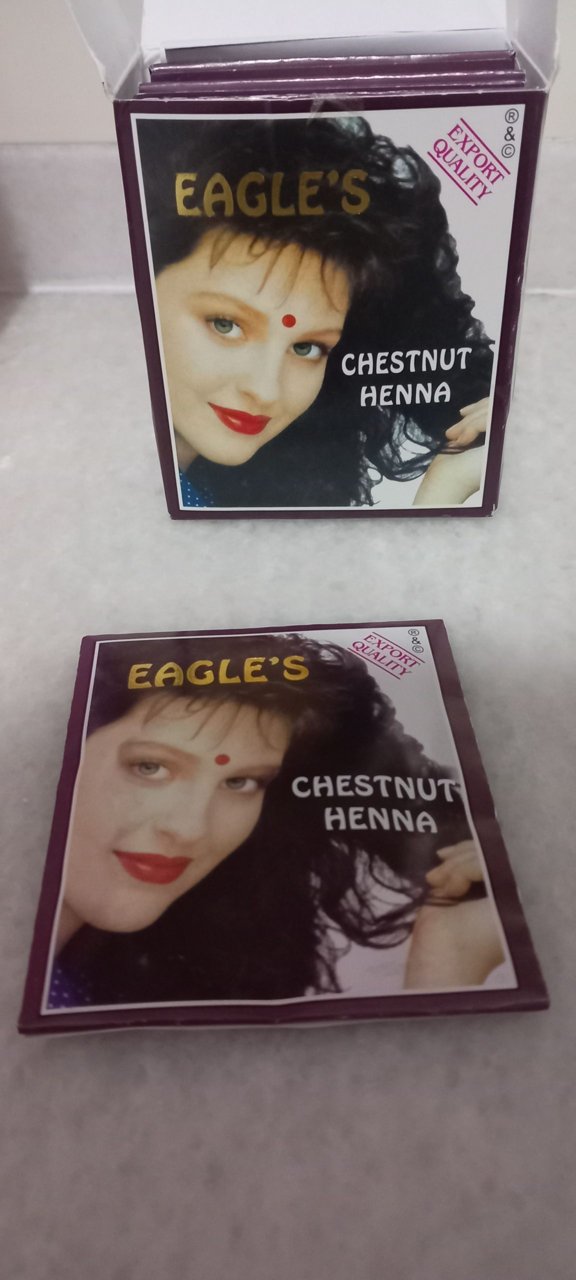 EAGLE'S
EXPORT
QUALITY
® & ©
CHESTNUT
HENNA
EAGLE'S
EXPORT
QUALITY
® & ©
CHESTNUT
HENNA